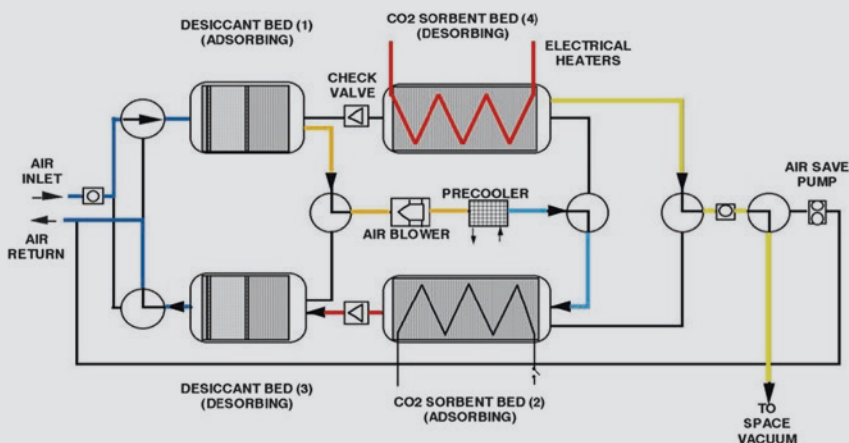 DESICCANT BED (1)
(ADSORBING)
CO2 SORBENT BED (4)
(DESORBING)
ELECTRICAL
HEATERS
CHECK
VALVE
AIR
INLET
AIR
RETURN
AIR BLOWER
PRECOOLER
AIR SAVE
PUMP
DESICCANT BED (3)
(DESORBING)
CO2 SORBENT BED (2)
(ADSORBING)
TO
SPACE
VACUUM